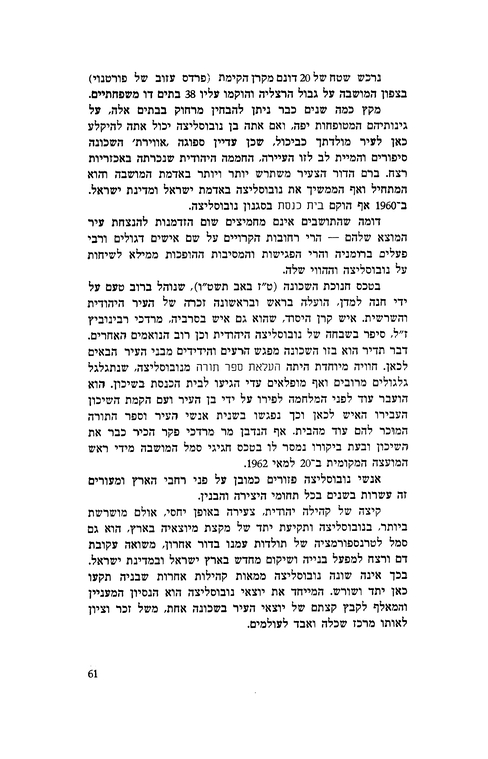 נרכש שטח של 20 דונם מקרן הקימת (פרדס עזוב של פורטנוי)
בצפון המושבה על גבול הרצליה והוקמו עליו 38 בתים דו משפחתיים.
מקץ כמה שנים כבר ניתן להבחין מרחוק בבתים אלה, על
גינותיהם המטופחות יפה, ואם אתה בן נובוסליצה יכול אתה להיקלע
כאן לעיר מולדתך כביכול, שכן עדיין ספוגה „אווירת״ השכונה
סיפורים והמיית לב לזו העיירה, החממה היהודית שנכרתה באכזריות
רצח. ברם הדור הצעיר משתרש יותר ויותר באדמת המושבה והוא
המתחיל ואף הממשיך את נובוסליצה באדמת ישראל ומדינת ישראל.
ב־1960 אף הוקם בית כנסת בסגנון נובוסליצה.
דומה שהתושבים אינם מחמיצים שום הזדמנות להנצחת עיר
המוצא שלהם — הרי רחובות הקרויים על שם אישים דגולים ורבי
פעלים ברומניה והרי הפגישות והמסיבות ההופכות ממילא לשיחות
על נובוסליצה וההווי שלה.
בטכס חנוכת השכונה (ט״ז באב תשט״ו), שנוהל ברוב טעם על
ידי חנה למדן, הועלה בראש ובראשונה זכרה של העיר היהודית
והשרשית. איש קרן היסוד, שהוא גם איש בסרביה, מרדכי רבינוביץ
ז״ל, סיפר בשבחה של נובוסליצה היהודית וכן רוב הנואמים האחרים.
דבר תדיר הוא בזו השכונה מפגש הרעים והידידים מבני העיר הבאים
לכאן. חוויה מיוחדת היתה העלאת ספר תורה מנובוסליצה, שנתגלגל
גלגולים מרובים ואף מופלאים עדי הגיעו לבית הכנסת בשיכון. הוא
הועבר עוד לפני המלחמה לפירו על ידי בן העיר ועם הקמת השיכון
העבירו האיש לכאן וכך נפגשו בשנית אנשי העיר וספר התורה
המוכר להם עוד מהבית. אף הנדבן מר מרדכי פקר הכיר כבר את
השיכון ובעת ביקורו נמסר לו בטכס חגיגי סמל המושבה מידי ראש
המועצה המקומית ב־20 למאי 1962.
אנשי נובוסליצה פזורים כמובן על פני רחבי הארץ ומעורים
זה עשרות בשנים בכל תחומי היצירה והבנין.
קיצה של קהילה יהודית, צעירה באופן יחסי, אולם מושרשת
ביותר, בנובוסליצה ותקיעת יתד של מקצת מיוצאיה בארץ, הוא גם
סמל לטרנספורמציה של תולדות עמנו בדור אחרון, משואה עקובת
דם ורצח למפעל בנייה ושיקום מחדש בארץ ישראל ובמדינת ישראל.
בכך אינה שונה נובוסליצה ממאות קהילות אחרות שבניה תקעו
כאן יתד ושורש. המייחד את יוצאי נובוסליצה הוא הנסיון המעניין
והמאלף לקבץ קצתם של יוצאי העיר בשכונה אחת, משל זכר וציון
לאותו מרכז שכלה ואבד לעולמים.
61